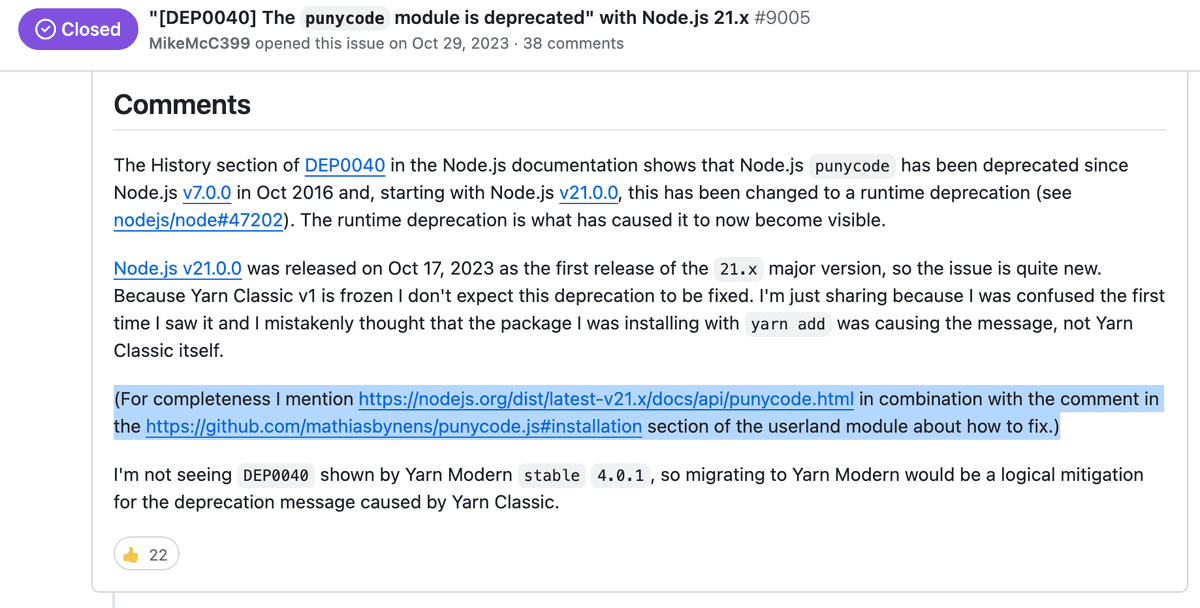 Closed
"[DEP0040] The punycode module is deprecated" with Node.js 21.x #9005
MikeMcC399 opened this issue on Oct 29, 2023 · 38 comments
Comments
The History section of DEP0040 in the Node.js documentation shows that Node.js punycode has been deprecated since
Node.js v7.0.0 in Oct 2016 and, starting with Node.js v21.0.0, this has been changed to a runtime deprecation (see
nodejs/node#47202). The runtime deprecation is what has caused it to now become visible.
Node.js v21.0.0 was released on Oct 17, 2023 as the first release of the 21.x major version, so the issue is quite new.
Because Yarn Classic v1 is frozen I don't expect this deprecation to be fixed. I'm just sharing because I was confused the first
time I saw it and I mistakenly thought that the package I was installing with yarn add was causing the message, not Yarn
Classic itself.
(For completeness I mention https://nodejs.org/dist/latest-v21.x/docs/api/punycode.html in combination with the comment in
the https://github.com/mathiasbynens/punycode.js#installation section of the userland module about how to fix.)
I'm not seeing DEP0040 shown by Yarn Modern stable 4.0.1, so migrating to Yarn Modern would be a logical mitigation
for the deprecation message caused by Yarn Classic.
👍 22